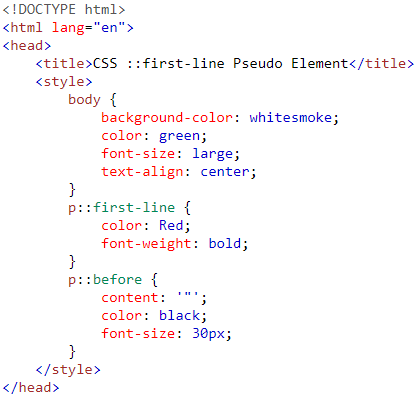 <!DOCTYPE html>
<html lang="en">
<head>
    <title>CSS ::first-line Pseudo Element</title>
    <style>
        body {
            background-color: whitesmoke;
            color: green;
            font-size: large;
            text-align: center;
        }
        p::first-line {
            color: Red;
            font-weight: bold;
        }
        p::before {
            content: '"';
            color: black;
            font-size: 30px;
        }
    </style>
</head>